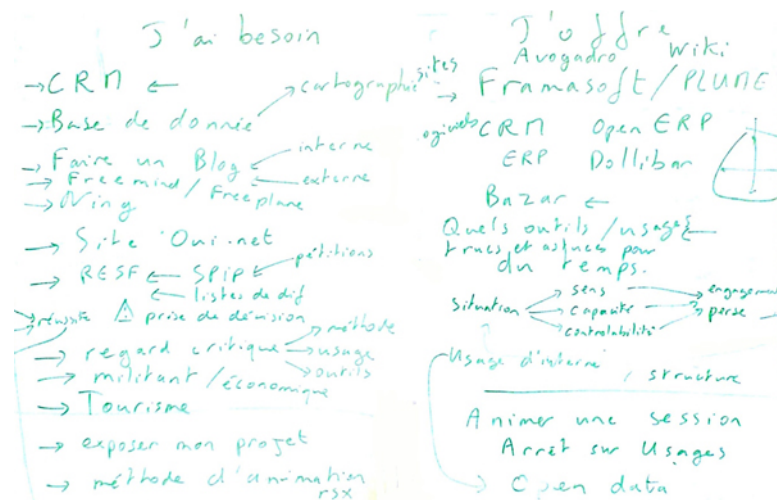 J'ai besoin
→ CRM ←
→ Base de donnée → cartographie
→ Faire un Blog ← interne
← externe
→ Freemind / Freeplane
→ Ning
→ Site Oui.net
→ RESF ← SPIP ← pétitions
← listes de dif
→ réussite ⚠ prise de décision
→ regard critique → méthode
→ usage
→ outils
→ militant / économique
→ Tourisme
→ exposer mon projet
→ méthode d'animation
rsx
J'offre
Avogadro Wiki
sites
→ Framasoft / PLUME
ogiciels CRM Open ERP
ERP Dollibar
Bazar ←
Quels outils / usages ←
trucs et astuces pour
du temps.
situation → sens → engagement
→ capacité → perse
→ controlabilité
Usage d'interne
/ structure
Animer une session
Arrêt sur Usages
→ Open data